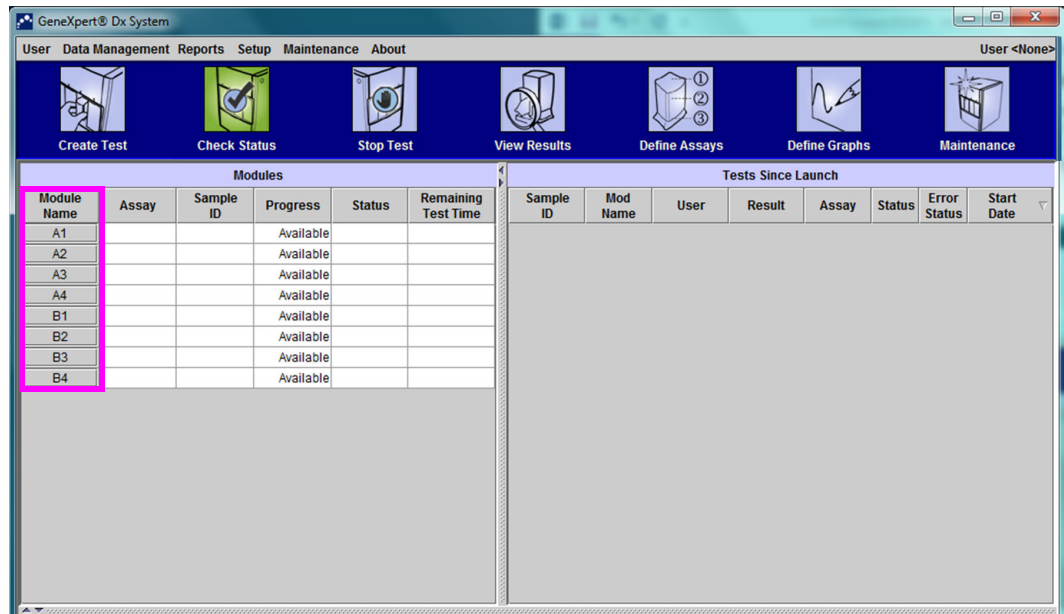 GeneXpert® Dx System
User Data Management Reports Setup Maintenance About User <None>
Create Test Check Status Stop Test View Results Define Assays Define Graphs Maintenance
① ② ③
Modules
Module Name Assay Sample ID Progress Status Remaining Test Time
A1 Available
A2 Available
A3 Available
A4 Available
B1 Available
B2 Available
B3 Available
B4 Available
Tests Since Launch
Sample ID Mod Name User Result Assay Status Error Status Start Date